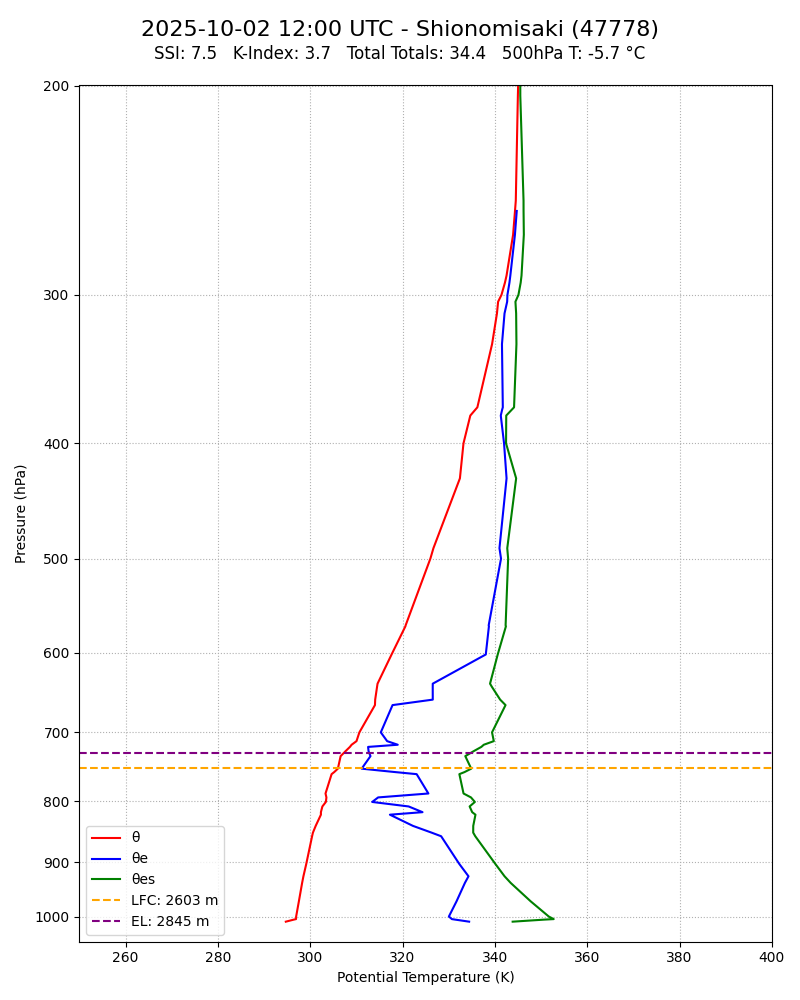 2025-10-02 12:00 UTC - Shionomisaki (47778)
SSI: 7.5   K-Index: 3.7   Total Totals: 34.4   500hPa T: -5.7 °C
200
300
400
500
600
700
800
900
1000
Pressure (hPa)
θ
θe
θes
LFC: 2603 m
EL: 2845 m
260 280 300 320 340 360 380 400
Potential Temperature (K)